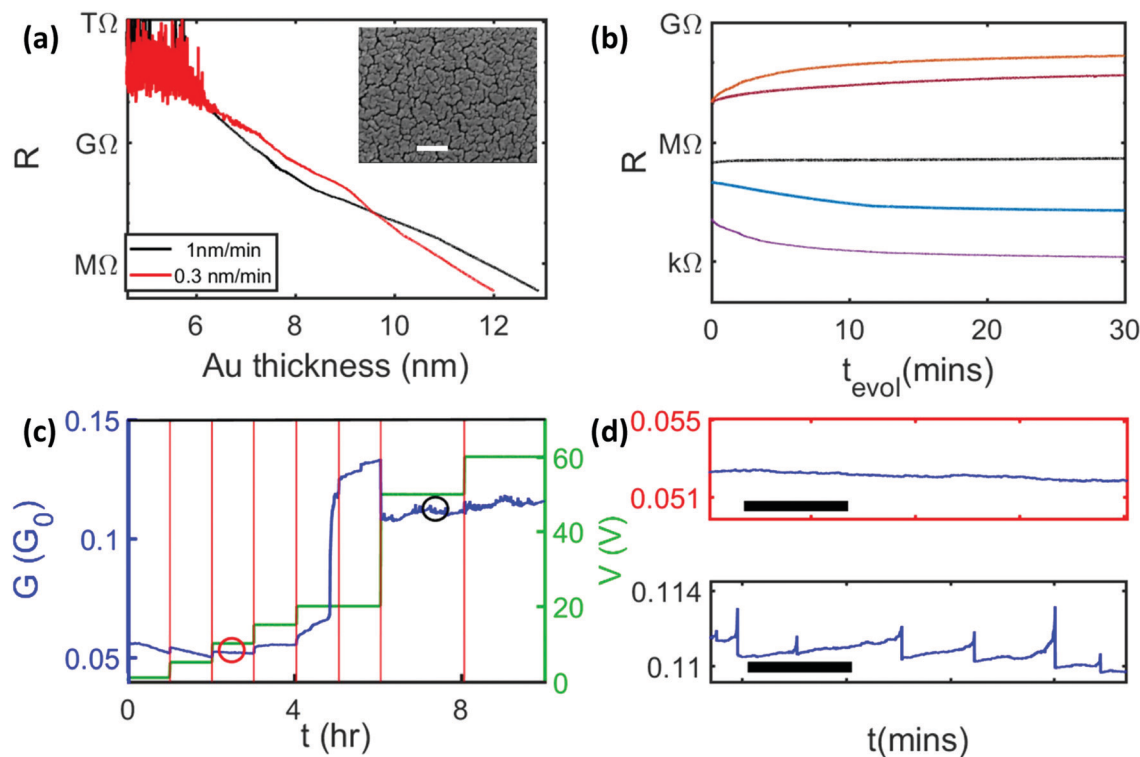 (a)
TΩ
GΩ
MΩ
R
1nm/min
0.3 nm/min
6 8 10 12
Au thickness (nm)
(b)
GΩ
MΩ
kΩ
R
0 10 20 30
t_evol(mins)
(c)
0.15
0.1
0.05
G (G₀)
60
40
20
0
V (V)
0 4 8
t (hr)
(d)
0.055
0.051
0.114
0.11
t(mins)